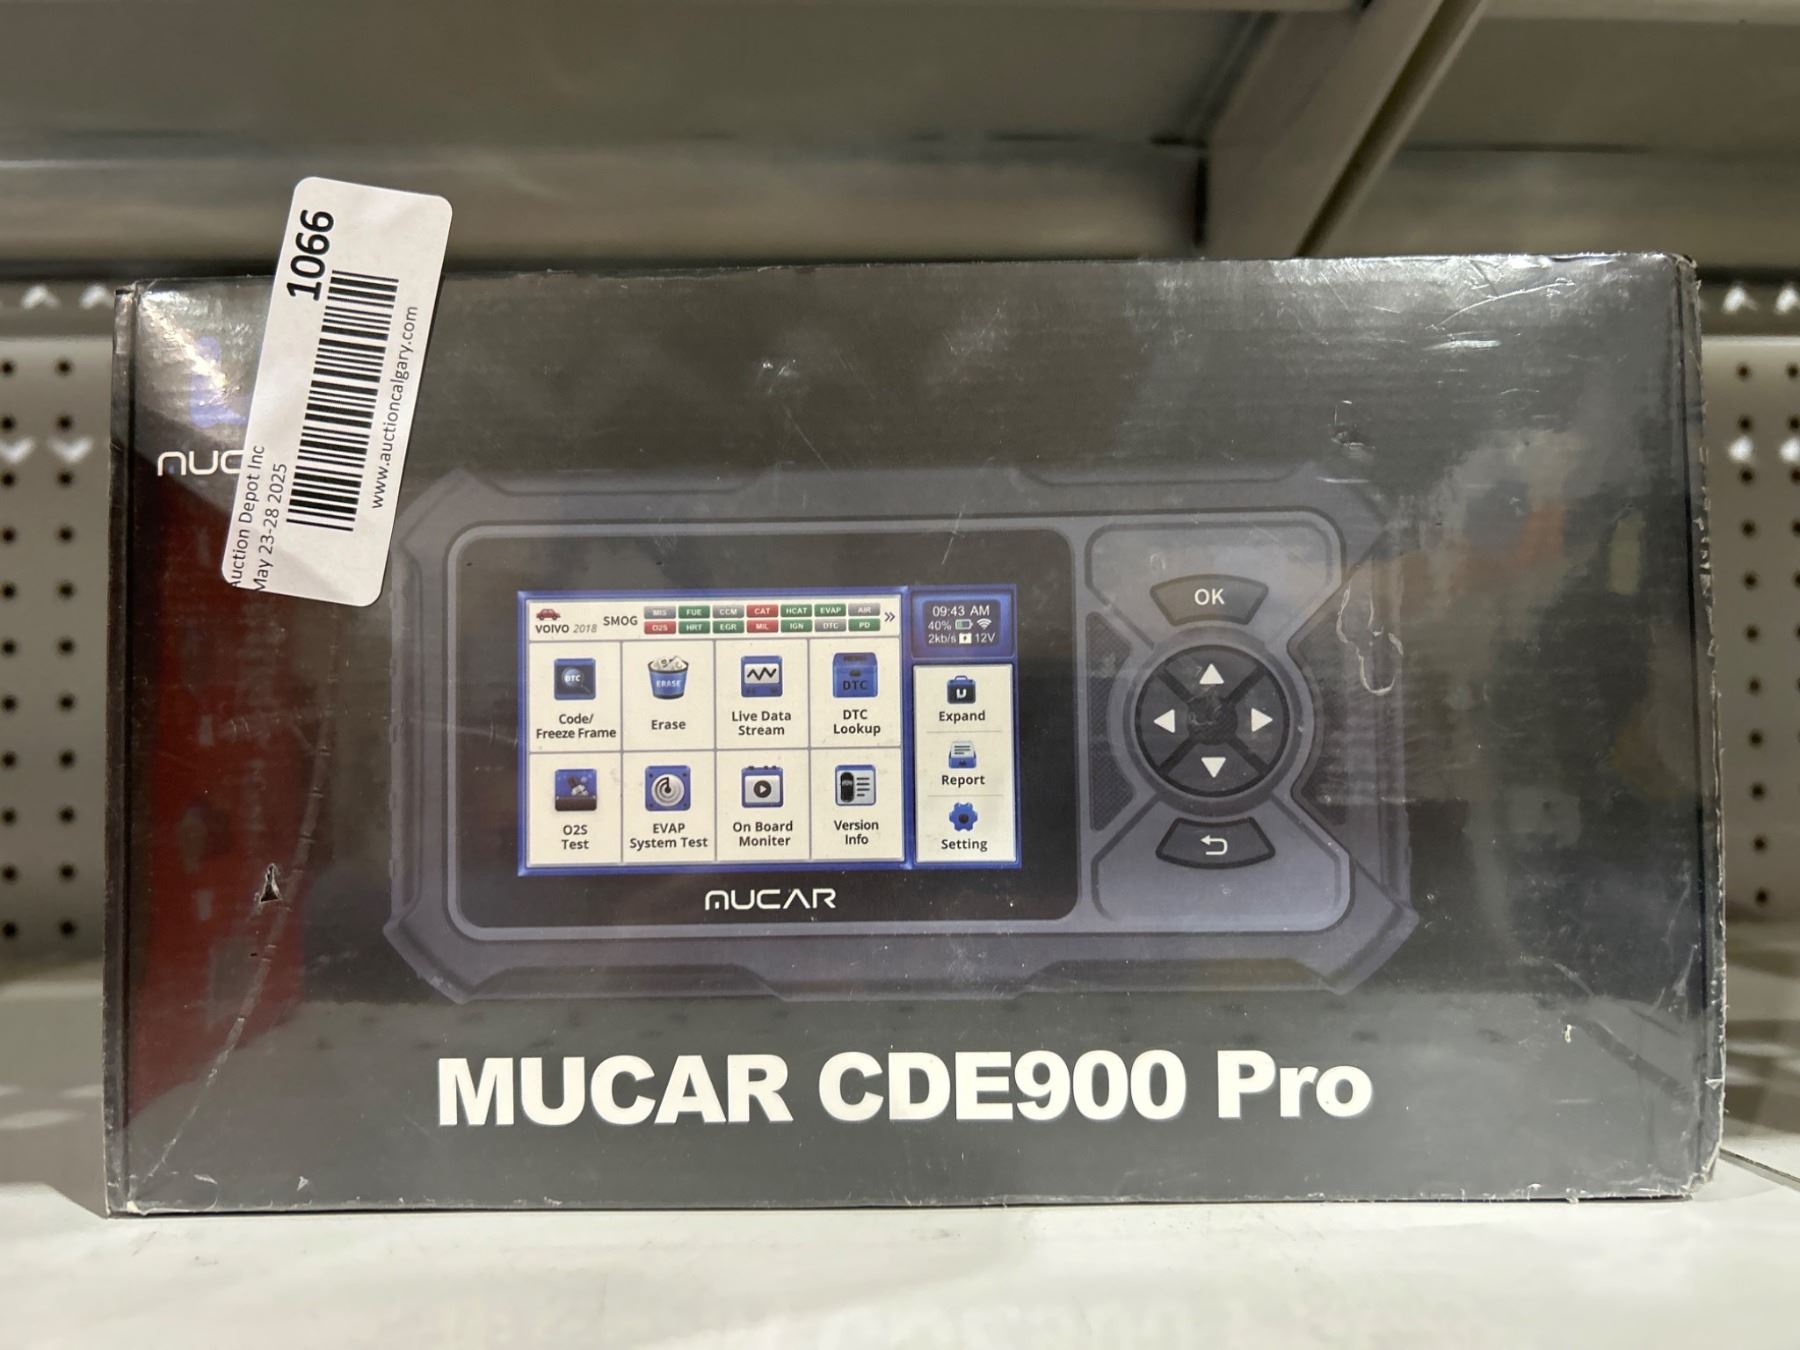 1066
www.auctioncalgary.com
Auction Depot Inc
May 23-28 2025
MUC
VOIVO 2018 SMOG
MIS FUE CCM CAT HCAT EVAP AIR
O2S HRT EGR MIL IGN DTC PD
»
09:43 AM
40%
2kb/s 12V
DTC
Code/
Freeze Frame
ERASE
Erase
Live Data
Stream
DTC
DTC
Lookup
Expand
O2S
Test
EVAP
System Test
On Board
Moniter
Version
Info
Report
Setting
MUCAR
OK
MUCAR CDE900 Pro